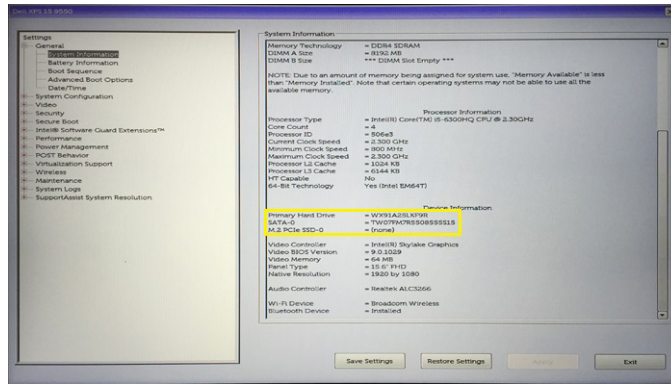 Dell XPS 15 9550
Settings
General
System Information
Battery Information
Boot Sequence
Advanced Boot Options
Date/Time
System Configuration
Video
Security
Secure Boot
Intel® Software Guard Extensions™
Performance
Power Management
POST Behavior
Virtualization Support
Wireless
Maintenance
System Logs
SupportAssist System Resolution
System Information
Memory Technology = DDR4 SDRAM
DIMM A Size = 8192 MB
DIMM B Size *** DIMM Slot Empty ***
NOTE: Due to an amount of memory being assigned for system use, "Memory Available" is less
than "Memory Installed". Note that certain operating systems may not be able to use all the
available memory.
Processor Information
Processor Type = Intel(R) Core(TM) i5-6300HQ CPU @ 2.30GHz
Core Count = 4
Processor ID = 506e3
Current Clock Speed = 2.300 GHz
Minimum Clock Speed = 800 MHz
Maximum Clock Speed = 2.300 GHz
Processor L2 Cache = 1024 KB
Processor L3 Cache = 6144 KB
HT Capable No
64-Bit Technology Yes (Intel EM64T)
Device Information
Primary Hard Drive = WX91A25LKF9R
SATA-0 = TW07FM7R5508555515
M.2 PCIe SSD-0 = (none)
Video Controller = Intel(R) Skylake Graphics
Video BIOS Version = 9.0.1029
Video Memory = 64 MB
Panel Type = 15.6" FHD
Native Resolution = 1920 by 1080
Audio Controller = Realtek ALC3266
Wi-Fi Device = Broadcom Wireless
Bluetooth Device = Installed
Save Settings
Restore Settings
Apply
Exit